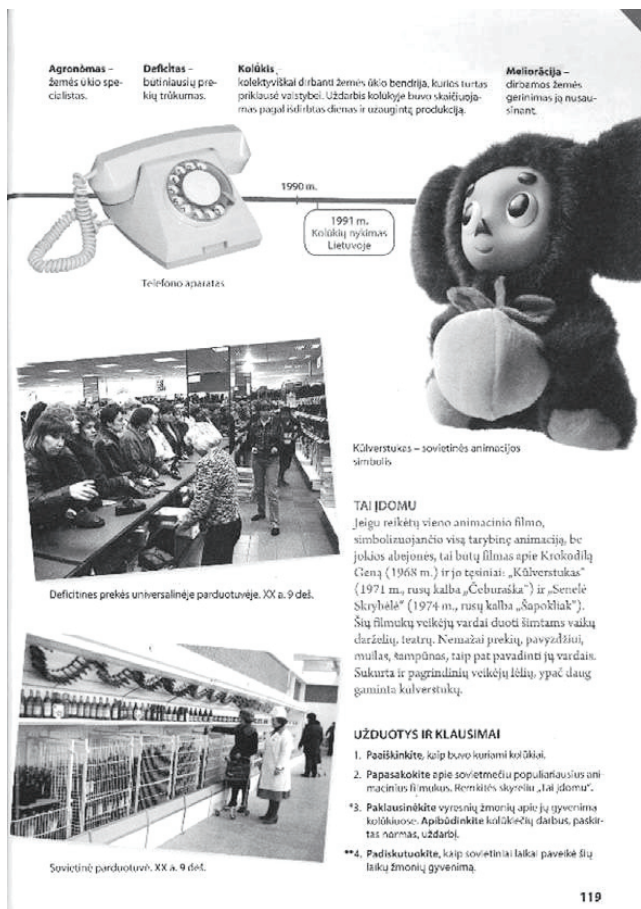 Agronòmas –
žemės ūkio spe-
cialistas.
Deficitas –
būtiniausių pre-
kių trūkumas.
Kolūkis –
kolektyviškai dirbanti žemės ūkio bendrija, kurios turtas
priklausė valstybei. Uždarbis kolūkyje buvo skaičiuoja-
mas pagal išdirbtas dienas ir užaugintą produkciją.
Melioracija –
dirbamos žemės
gerinimas ją nusau-
sinant.
1990 m.
1991 m.
Kolūkių nykimas
Lietuvoje
Telefono aparatas
Kūlverstukas – sovietinės animacijos
simbolis
Deficitinės prekės universalinėje parduotuvėje. XX a. 9 deš.
TAI ĮDOMU
Jeigu reikėtų vieno animacinio filmo,
simbolizuojančio visą tarybinę animaciją, be
jokios abejonės, tai būtų filmas apie Krokodilą
Geną (1968 m.) ir jo tęsiniai: „Kūlverstukas“
(1971 m., rusų kalba „Čeburaška“) ir „Senelė
Skrybėlė“ (1974 m., rusų kalba „Šapokliak“).
Šių filmukų veikėjų vardai duoti šimtams vaikų
darželių, teatrų. Nemažai prekių, pavyzdžiui,
muilas, šampūnas, taip pat pavadinti jų vardais.
Sukurta ir pagrindinių veikėjų lėlių, ypač daug
gaminta kūlverstukų.
UŽDUOTYS IR KLAUSIMAI
1. Paaiškinkite, kaip buvo kuriami kolūkiai.
2. Papasakokite apie sovietmečiu populiariausius ani-
macinius filmukus. Remkitės skyreliu „Tai įdomu“.
*3. Paklausinėkite vyresnių žmonių apie jų gyvenimą
kolūkiuose. Apibūdinkite kolūkiečių darbus, paskir-
tas normas, uždarbį.
**4. Padiskutuokite, kaip sovietiniai laikai paveikė šių
laikų žmonių gyvenimą.
Sovietinė parduotuvė. XX a. 9 deš.
119